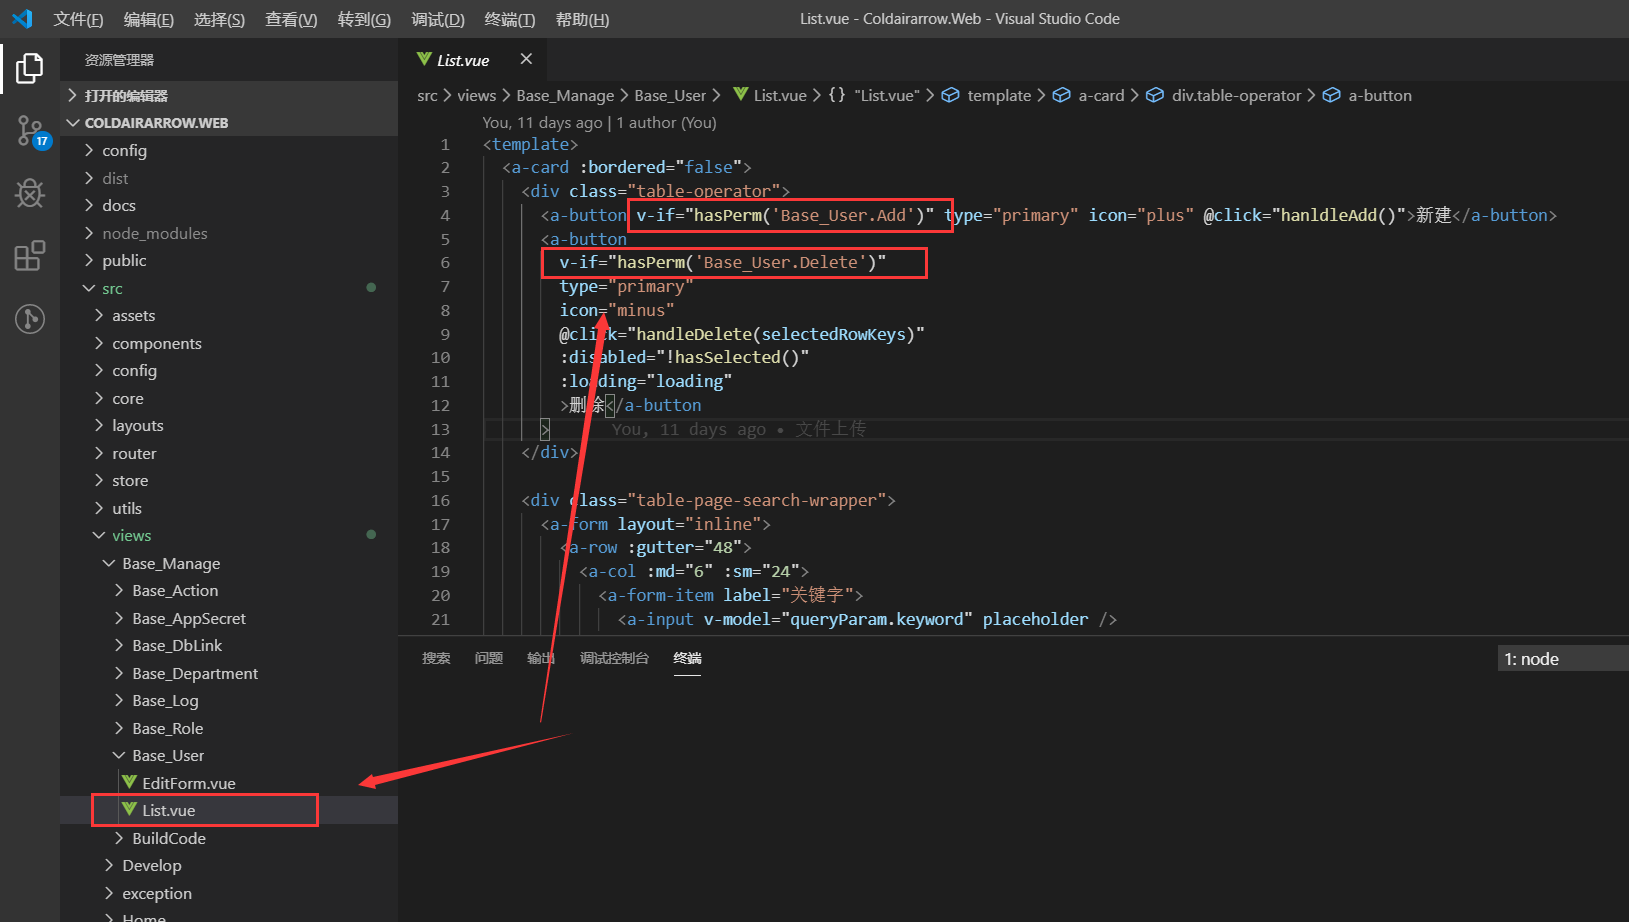 文件(F) 编辑(E) 选择(S) 查看(V) 转到(G) 调试(D) 终端(T) 帮助(H) List.vue - Coldairarrow.Web - Visual Studio Code
资源管理器
打开的编辑器
COLDAIRARROW.WEB
config
dist
docs
node_modules
public
src
assets
components
config
core
layouts
router
store
utils
views
Base_Manage
Base_Action
Base_AppSecret
Base_DbLink
Base_Department
Base_Log
Base_Role
Base_User
EditForm.vue
List.vue
BuildCode
Develop
exception
Home
17
List.vue
src > views > Base_Manage > Base_User > List.vue > {} "List.vue" > template > a-card > div.table-operator > a-button
You, 11 days ago | 1 author (You)
1 <template>
2 <a-card :bordered="false">
3 <div class="table-operator">
4 <a-button v-if="hasPerm('Base_User.Add')" type="primary" icon="plus" @click="hanldleAdd()">新建</a-button>
5 <a-button
6 v-if="hasPerm('Base_User.Delete')"
7 type="primary"
8 icon="minus"
9 @click="handleDelete(selectedRowKeys)"
10 :disabled="!hasSelected()"
11 :loading="loading"
12 >删除</a-button
13 > You, 11 days ago • 文件上传
14 </div>
15
16 <div class="table-page-search-wrapper">
17 <a-form layout="inline">
18 <a-row :gutter="48">
19 <a-col :md="6" :sm="24">
20 <a-form-item label="关键字">
21 <a-input v-model="queryParam.keyword" placeholder />
搜索 问题 输出 调试控制台 终端 1: node